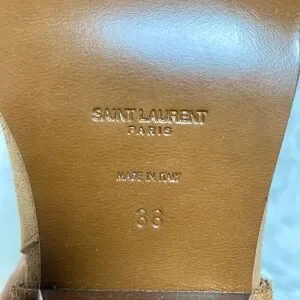 SAINT LAURENT
PARIS
MADE IN ITALY
38